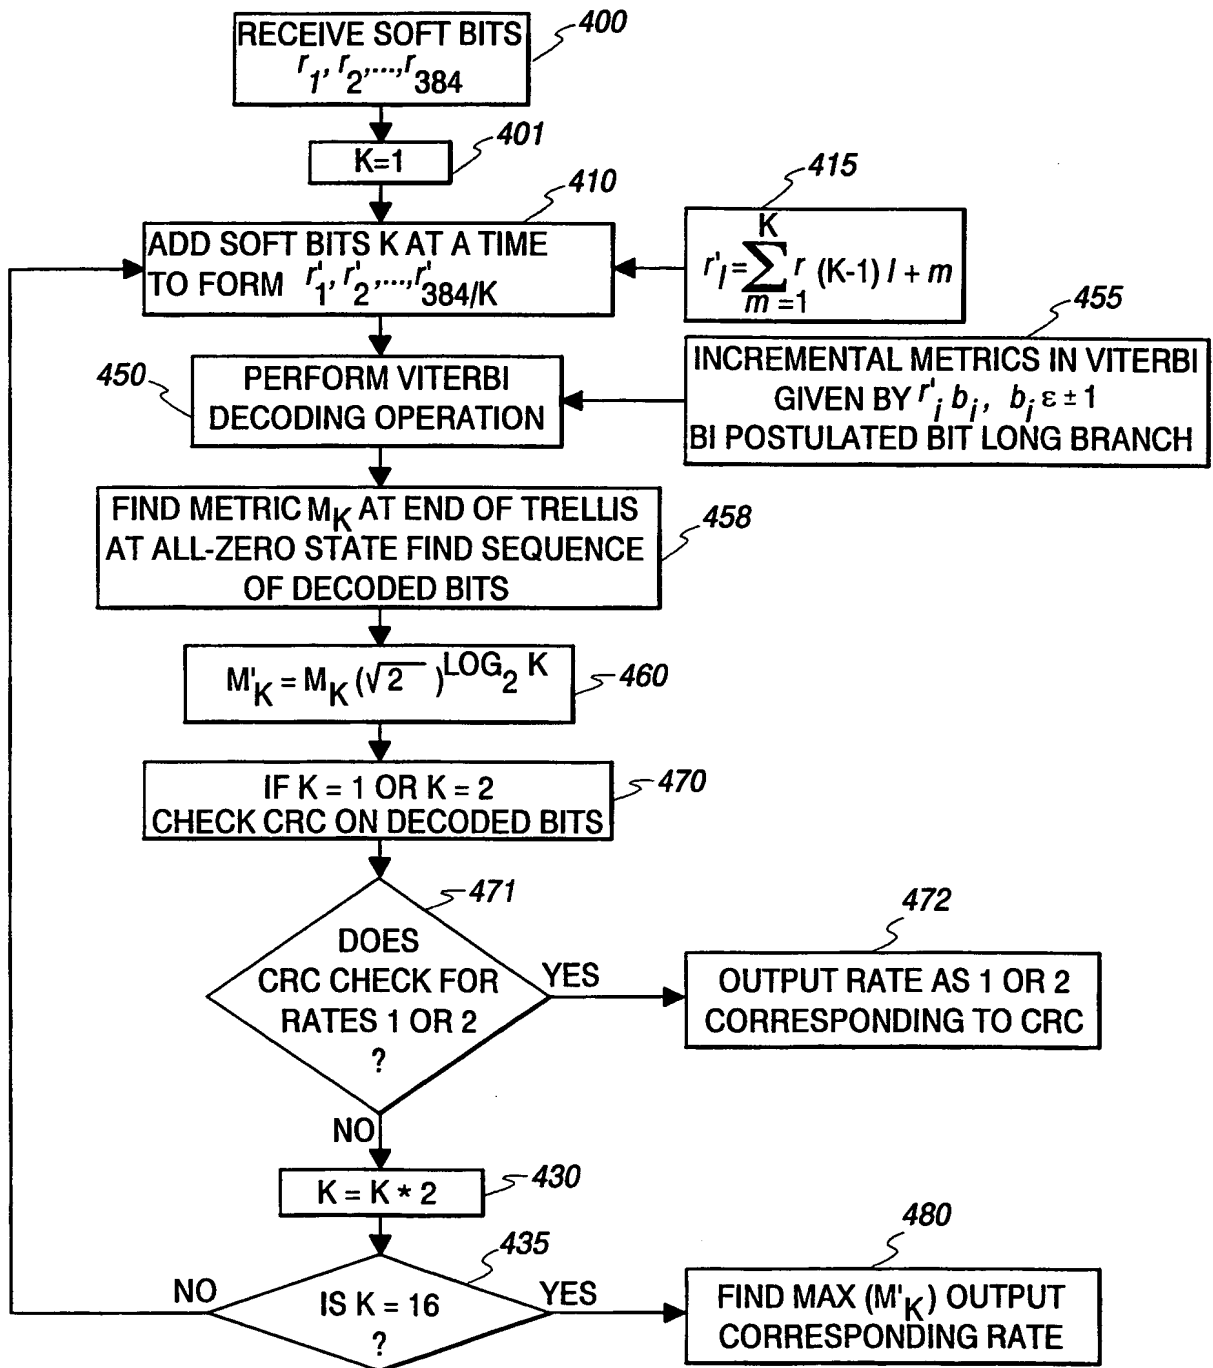 RECEIVE SOFT BITS
r1, r2,...,r384
400
K=1
401
ADD SOFT BITS K AT A TIME
TO FORM r'1, r'2,...,r'384/K
410
415
K
r'l = ∑ r (K-1) l + m
m = 1
455
INCREMENTAL METRICS IN VITERBI
GIVEN BY r'i bi, bi ε ± 1
BI POSTULATED BIT LONG BRANCH
450
PERFORM VITERBI
DECODING OPERATION
FIND METRIC MK AT END OF TRELLIS
AT ALL-ZERO STATE FIND SEQUENCE
OF DECODED BITS
458
M'K = MK (√2 )LOG2 K
460
IF K = 1 OR K = 2
CHECK CRC ON DECODED BITS
470
471
DOES
CRC CHECK FOR
RATES 1 OR 2
?
YES
472
OUTPUT RATE AS 1 OR 2
CORRESPONDING TO CRC
NO
K = K * 2
430
435
IS K = 16
?
NO
YES
480
FIND MAX (M'K) OUTPUT
CORRESPONDING RATE